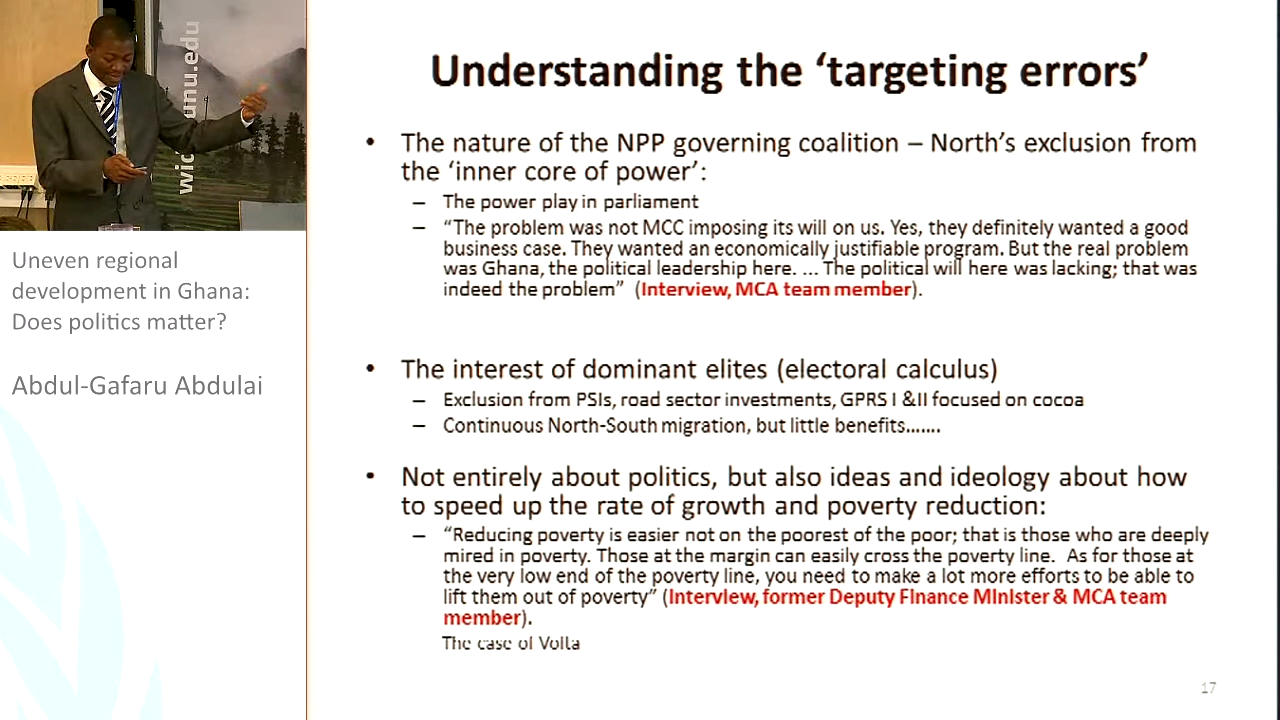 wid
unu.edu
Uneven regional
development in Ghana:
Does politics matter?
Abdul-Gafaru Abdulai
Understanding the ‘targeting errors’
• The nature of the NPP governing coalition – North’s exclusion from
the ‘inner core of power’:
– The power play in parliament
– “The problem was not MCC imposing its will on us. Yes, they definitely wanted a good
business case. They wanted an economically justifiable program. But the real problem
was Ghana, the political leadership here. ... The political will here was lacking; that was
indeed the problem” (Interview, MCA team member).
• The interest of dominant elites (electoral calculus)
– Exclusion from PSIs, road sector investments, GPRS I &II focused on cocoa
– Continuous North-South migration, but little benefits.......
• Not entirely about politics, but also ideas and ideology about how
to speed up the rate of growth and poverty reduction:
– “Reducing poverty is easier not on the poorest of the poor; that is those who are deeply
mired in poverty. Those at the margin can easily cross the poverty line. As for those at
the very low end of the poverty line, you need to make a lot more efforts to be able to
lift them out of poverty” (Interview, former Deputy Finance Minister & MCA team
member).
The case of Volta
17